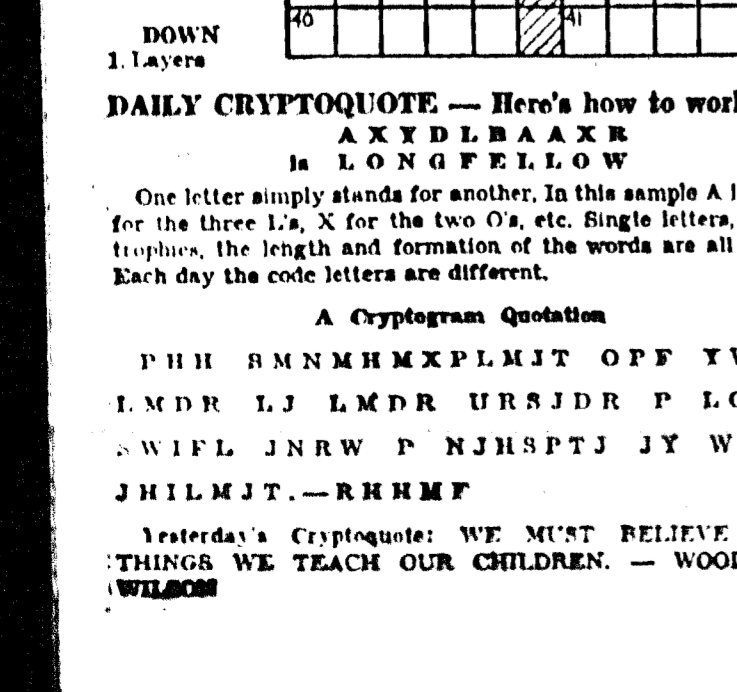 40 41
DOWN
1. Layers
DAILY CRYPTOQUOTE — Here's how to
A X Y D L B A A X R
is L O N G F E L L O W
One letter simply stands for another. In this sample A
for the three L's, X for the two O's, etc. Single letters,
trophies, the length and formation of the words are all
Each day the code letters are different.
A Cryptogram Quotation
P H H S M N M H M X P L M J T O P F Y
L M D R L J L M D R U R S J D R P L
S W I F L J N R W P N J H S P T J J Y W
J H I L M J T . — R H H M F
Yesterday's Cryptoquote: WE MUST BELIEVE
THINGS WE TEACH OUR CHILDREN. —
WILSON